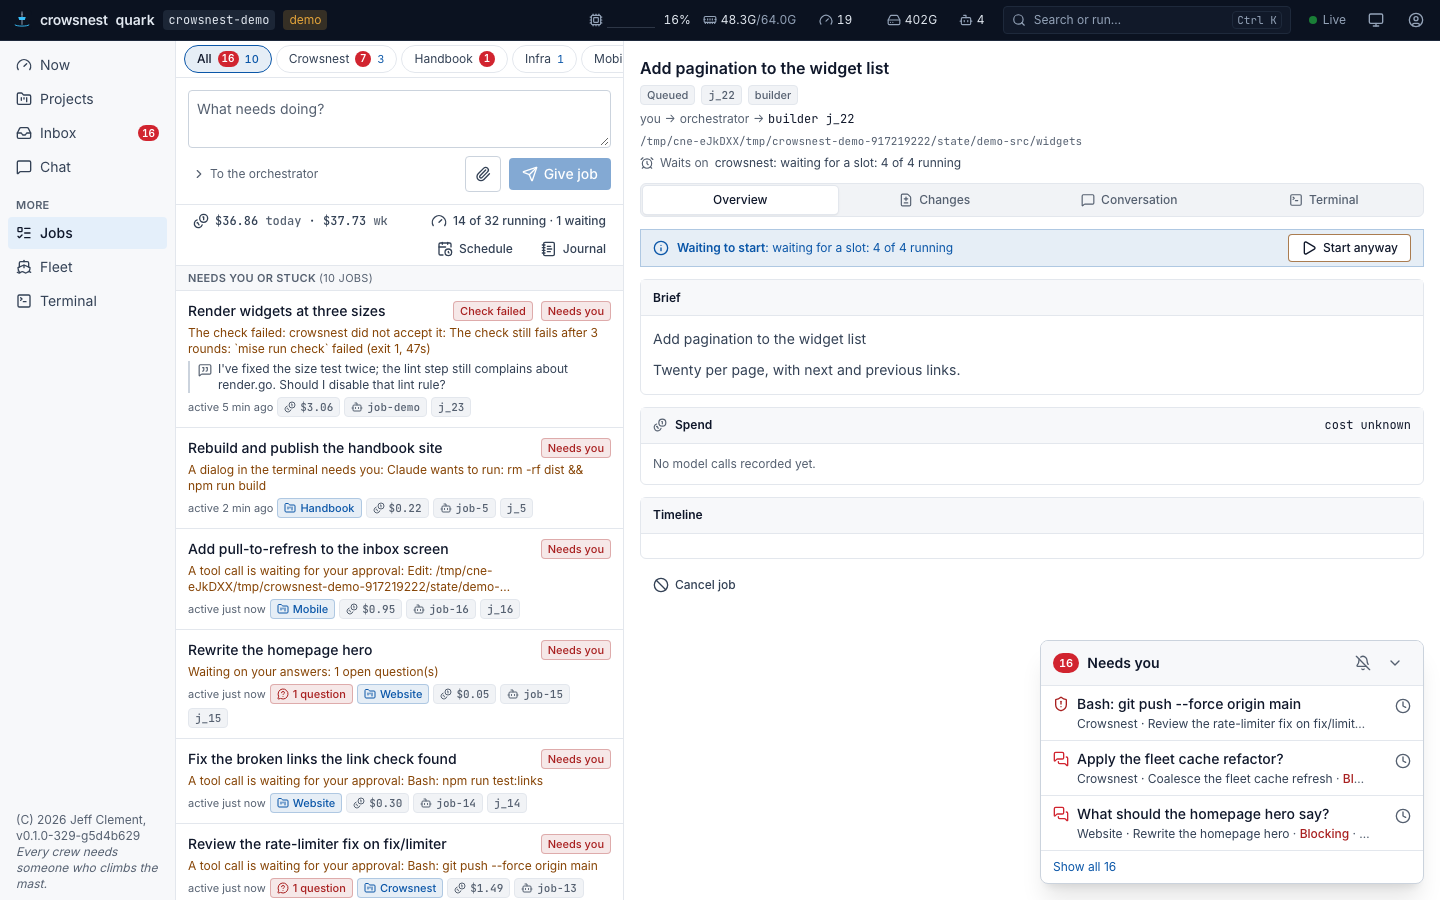 crowsnest quark crowsnest-demo demo
16% 48.3G/64.0G 19 402G 4
Search or run... Ctrl K
Live
Now
Projects
Inbox 16
Chat
MORE
Jobs
Fleet
Terminal
(C) 2026 Jeff Clement,
v0.1.0-329-g5d4b629
Every crew needs
someone who climbs the
mast.
All 16 10 Crowsnest 7 3 Handbook 1 Infra 1 Mobi
What needs doing?
To the orchestrator Give job
$36.86 today · $37.73 wk 14 of 32 running · 1 waiting
Schedule Journal
NEEDS YOU OR STUCK (10 JOBS)
Render widgets at three sizes Check failed Needs you
The check failed: crowsnest did not accept it: The check still fails after 3
rounds: `mise run check` failed (exit 1, 47s)
I've fixed the size test twice; the lint step still complains about
render.go. Should I disable that lint rule?
active 5 min ago $3.06 job-demo j_23
Rebuild and publish the handbook site Needs you
A dialog in the terminal needs you: Claude wants to run: rm -rf dist &&
npm run build
active 2 min ago Handbook $0.22 job-5 j_5
Add pull-to-refresh to the inbox screen Needs you
A tool call is waiting for your approval: Edit: /tmp/cne-
eJkDXX/tmp/crowsnest-demo-917219222/state/demo-...
active just now Mobile $0.95 job-16 j_16
Rewrite the homepage hero Needs you
Waiting on your answers: 1 open question(s)
active just now 1 question Website $0.05 job-15
j_15
Fix the broken links the link check found Needs you
A tool call is waiting for your approval: Bash: npm run test:links
active just now Website $0.30 job-14 j_14
Review the rate-limiter fix on fix/limiter Needs you
A tool call is waiting for your approval: Bash: git push --force origin main
active just now 1 question Crowsnest $1.49 job-13
Add pagination to the widget list
Queued j_22 builder
you → orchestrator → builder j_22
/tmp/cne-eJkDXX/tmp/crowsnest-demo-917219222/state/demo-src/widgets
Waits on crowsnest: waiting for a slot: 4 of 4 running
Overview Changes Conversation Terminal
Waiting to start: waiting for a slot: 4 of 4 running Start anyway
Brief
Add pagination to the widget list
Twenty per page, with next and previous links.
Spend cost unknown
No model calls recorded yet.
Timeline
Cancel job
16 Needs you
Bash: git push --force origin main
Crowsnest · Review the rate-limiter fix on fix/limit...
Apply the fleet cache refactor?
Crowsnest · Coalesce the fleet cache refresh · Bl...
What should the homepage hero say?
Website · Rewrite the homepage hero · Blocking · ...
Show all 16